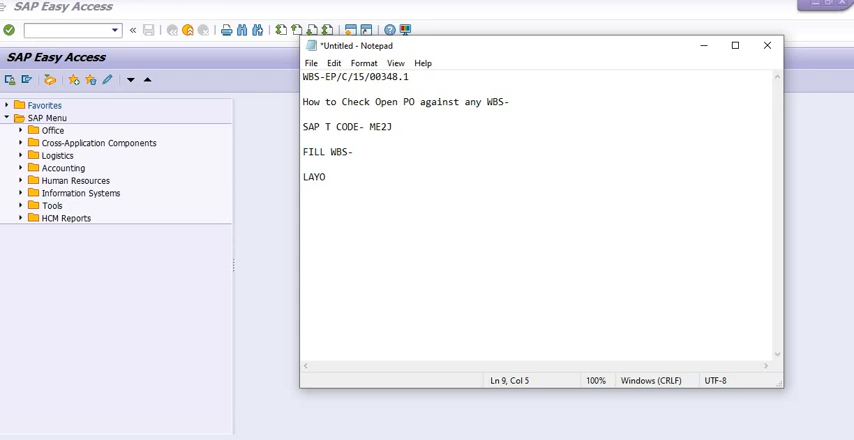 SAP Easy Access
SAP Easy Access
Favorites
SAP Menu
Office
Cross-Application Components
Logistics
Accounting
Human Resources
Information Systems
Tools
HCM Reports
*Untitled - Notepad
File Edit Format View Help
WBS-EP/C/15/00348.1
How to Check Open PO against any WBS-
SAP T CODE- ME2J
FILL WBS-
LAYO
Ln 9, Col 5 100% Windows (CRLF) UTF-8